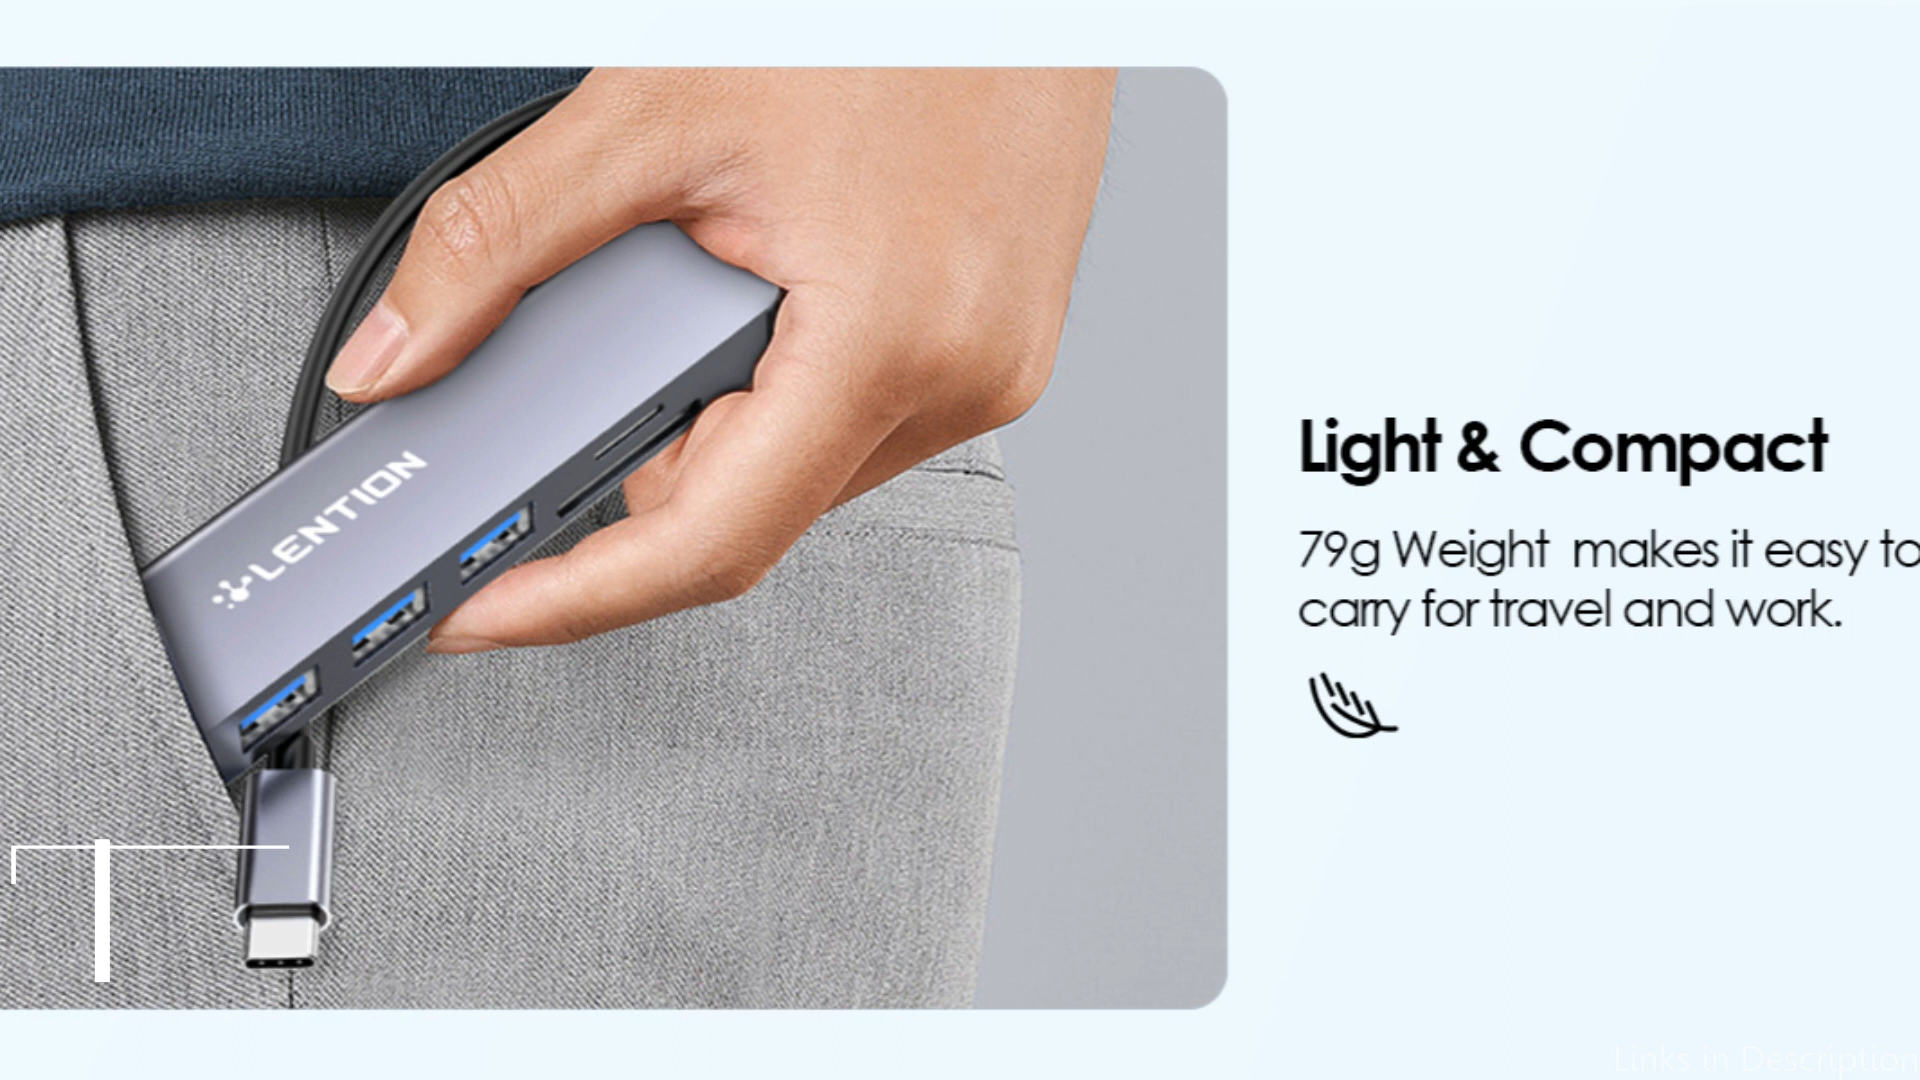 LENTION
Light & Compact
79g Weight makes it easy to
carry for travel and work.
Links in Description